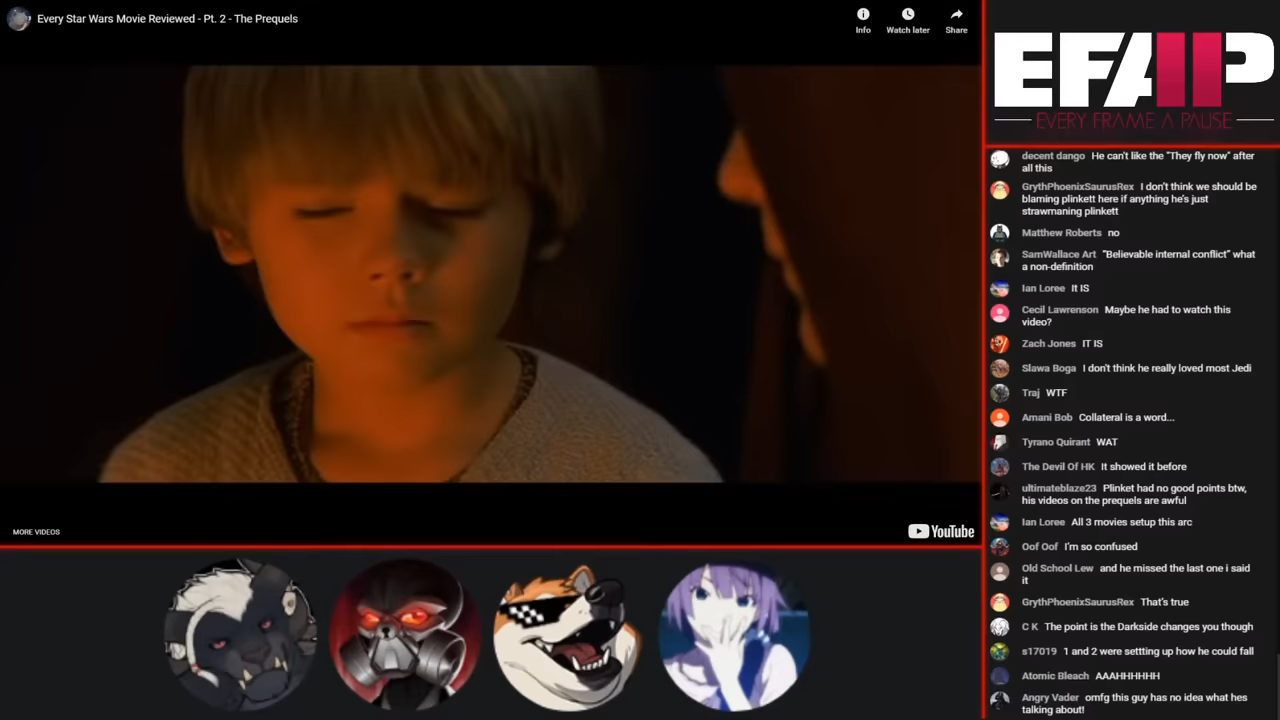 Every Star Wars Movie Reviewed - Pt. 2 - The Prequels
Info
Watch later
Share
MORE VIDEOS
YouTube
EFAP
EVERY FRAME A PAUSE
decent dango He can't like the "They fly now" after
all this
GrythPhoenixSaurusRex I don't think we should be
blaming plinkett here if anything he's just
strawmaning plinkett
Matthew Roberts no
SamWallace Art "Believable internal conflict" what
a non-definition
Ian Loree It IS
Cecil Lawrenson Maybe he had to watch this
video?
Zach Jones IT IS
Slawa Boga I don't think he really loved most Jedi
Traj WTF
Amani Bob Collateral is a word...
Tyrano Quirant WAT
The Devil Of HK It showed it before
ultimateblaze23 Plinket had no good points btw,
his videos on the prequels are awful
Ian Loree All 3 movies setup this arc
Oof Oof I'm so confused
Old School Lew and he missed the last one i said
it
GrythPhoenixSaurusRex That's true
C K The point is the Darkside changes you though
s17019 1 and 2 were settting up how he could fall
Atomic Bleach AAAHHHHHH
Angry Vader omfg this guy has no idea what hes
talking about!